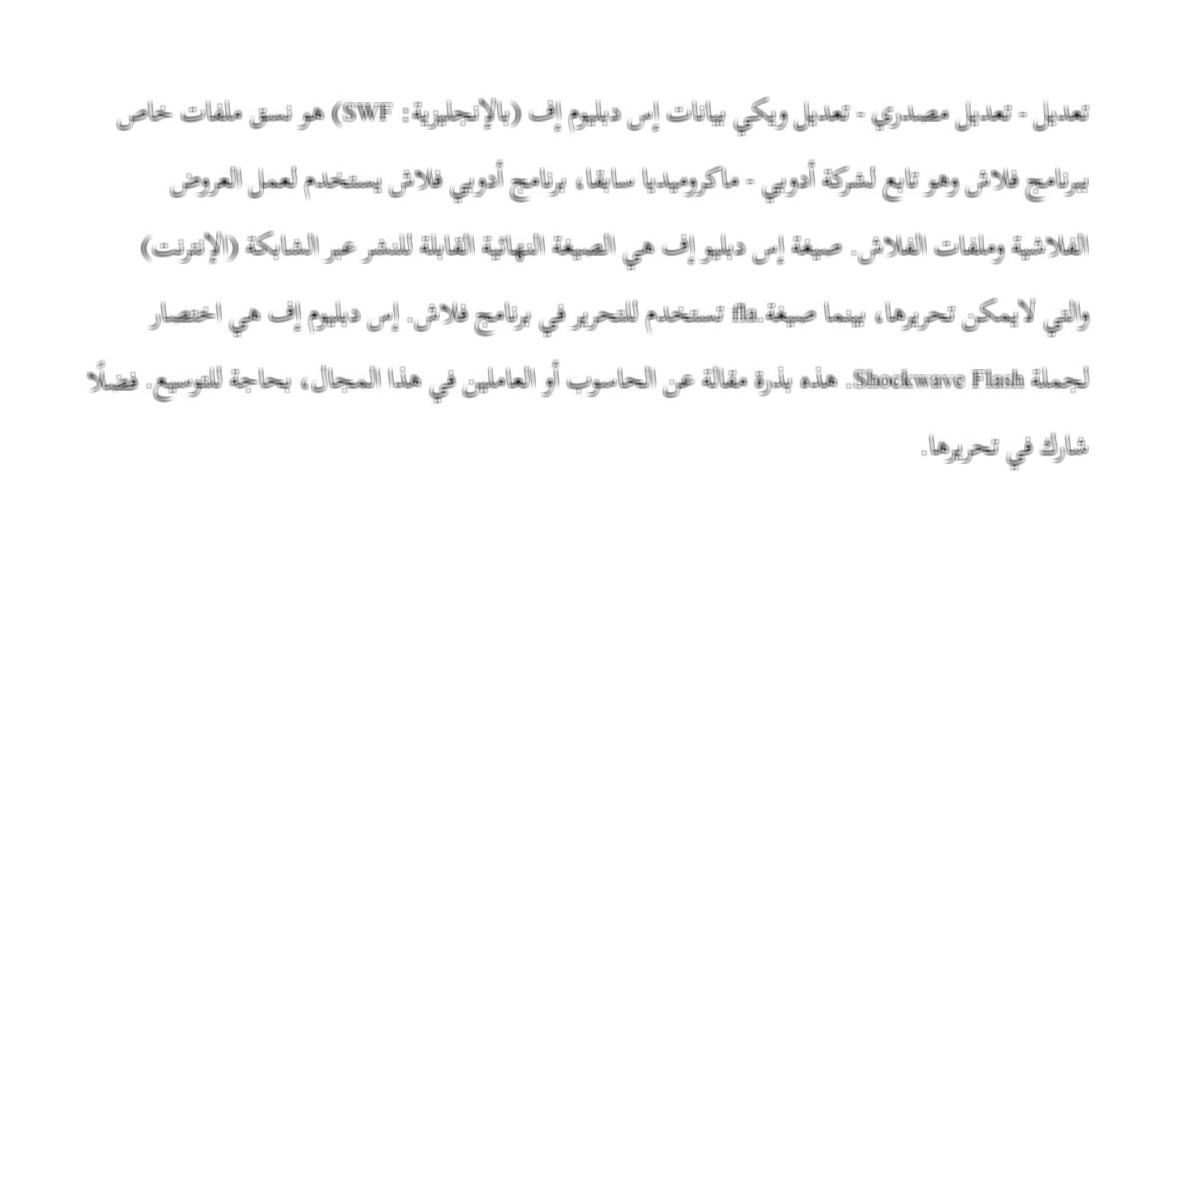 تعديل - تعديل مصدري - تعديل ويكي بيانات إس دبليوم إف (بالإنجليزية: SWF) هو نسق ملفات خاص
ببرنامج فلاش وهو تابع لشركة أدوبي - ماكروميديا سابقا، برنامج أدوبي فلاش يستخدم لعمل العروض
الفلاشية وملفات الفلاش. صيغة إس دبليو إف هي الصيغة النهائية القابلة للنشر عبر الشابكة (الإنترنت)
والتي لايمكن تحريرها، بينما صيغة.fla تستخدم للتحرير في برنامج فلاش. إس دبليوم إف هي اختصار
لجملة Shockwave Flash. هذه بذرة مقالة عن الحاسوب أو العاملين في هذا المجال، بحاجة للتوسيع. فضلًا
شارك في تحريرها.